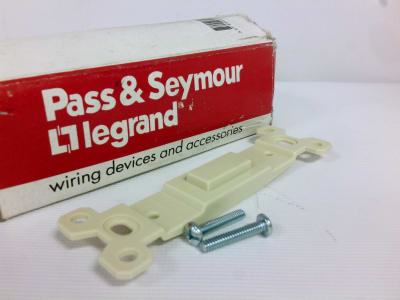 Pass & Seymour
legrand
wiring devices and accessories